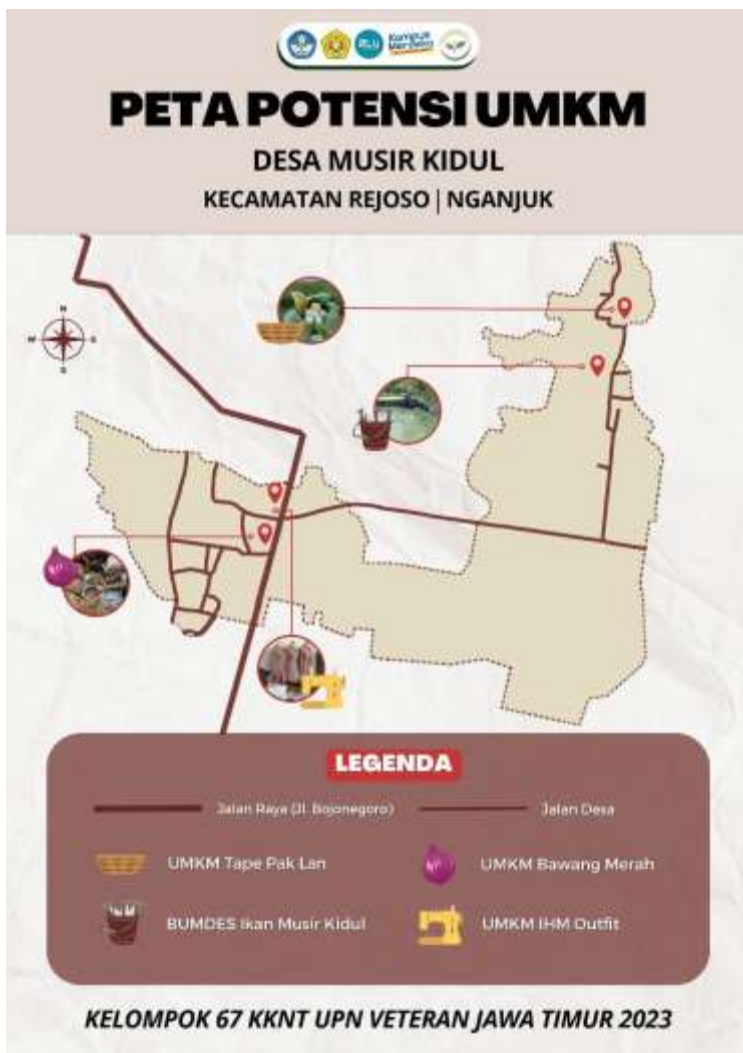 Kampus
Merdeka
PETA POTENSI UMKM
DESA MUSIR KIDUL
KECAMATAN REJOSO | NGANJUK
N
S
LEGENDA
Jalan Raya (Jl. Bojonegoro)
Jalan Desa
UMKM Tape Pak Lan
UMKM Bawang Merah
BUMDES Ikan Musir Kidul
UMKM IHM Outfit
KELOMPOK 67 KKNT UPN VETERAN JAWA TIMUR 2023